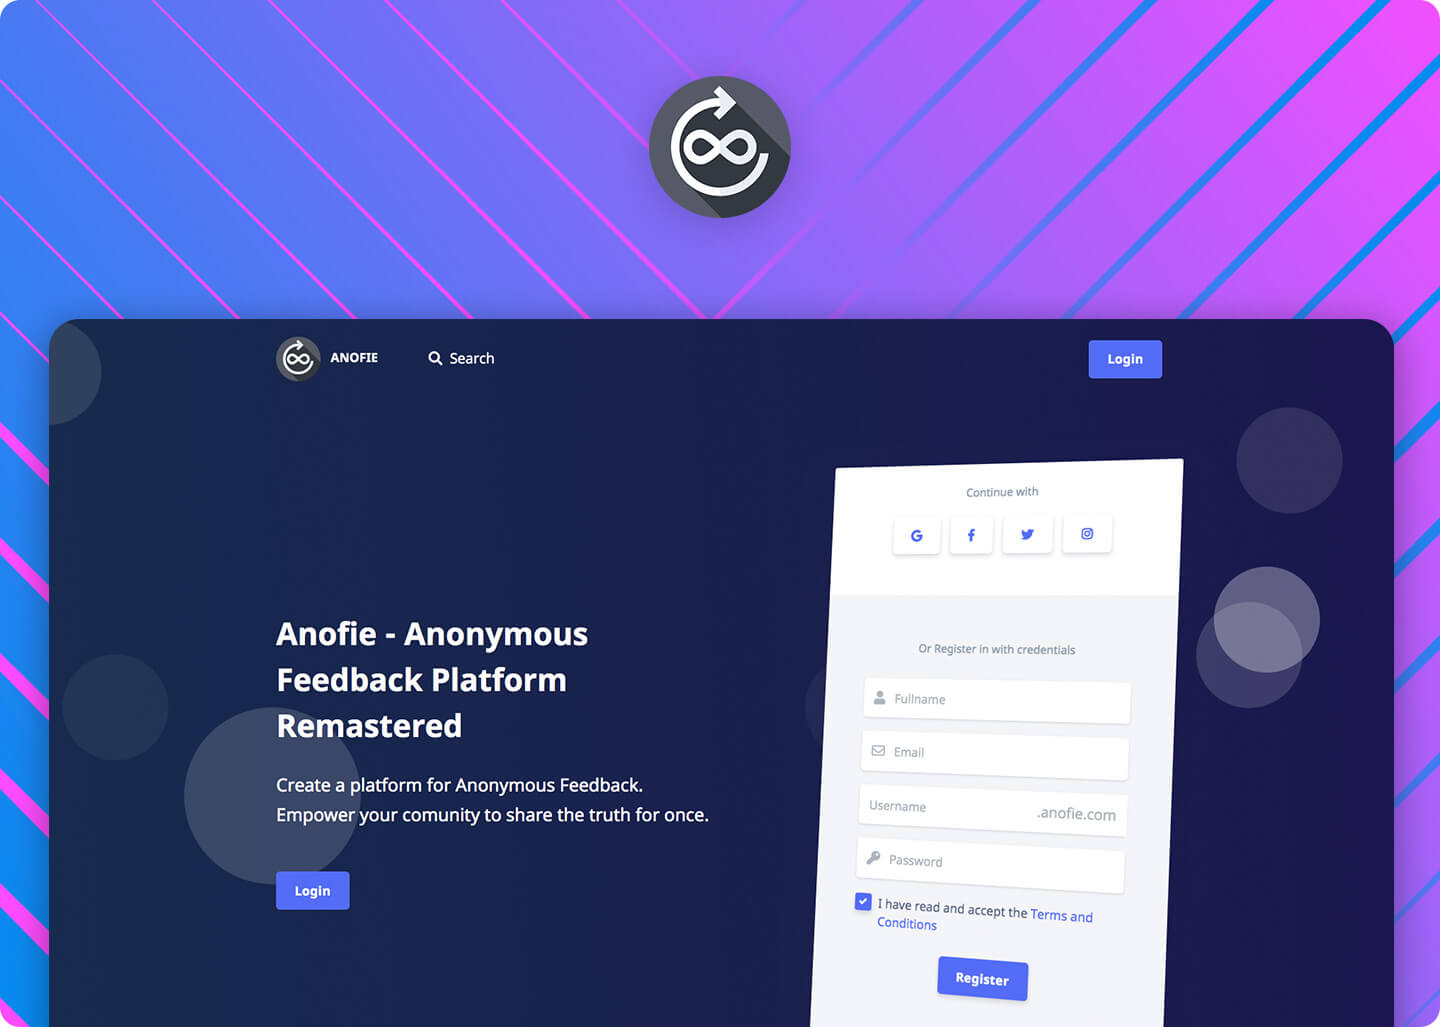 ANOFIE
Search
Login
Anofie - Anonymous
Feedback Platform
Remastered
Create a platform for Anonymous Feedback.
Empower your comunity to share the truth for once.
Login
Continue with
Or Register in with credentials
Fullname
Email
Username .anofie.com
Password
I have read and accept the Terms and
Conditions
Register